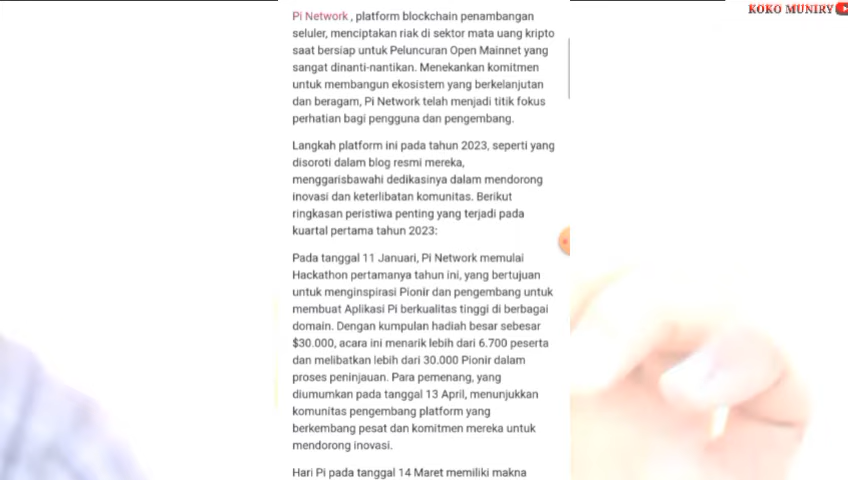 KOKO MUNIRY
Pi Network , platform blockchain penambangan
seluler, menciptakan riak di sektor mata uang kripto
saat bersiap untuk Peluncuran Open Mainnet yang
sangat dinanti-nantikan. Menekankan komitmen
untuk membangun ekosistem yang berkelanjutan
dan beragam, Pi Network telah menjadi titik fokus
perhatian bagi pengguna dan pengembang.
Langkah platform ini pada tahun 2023, seperti yang
disoroti dalam blog resmi mereka,
menggarisbawahi dedikasinya dalam mendorong
inovasi dan keterlibatan komunitas. Berikut
ringkasan peristiwa penting yang terjadi pada
kuartal pertama tahun 2023:
Pada tanggal 11 Januari, Pi Network memulai
Hackathon pertamanya tahun ini, yang bertujuan
untuk menginspirasi Pionir dan pengembang untuk
membuat Aplikasi Pi berkualitas tinggi di berbagai
domain. Dengan kumpulan hadiah besar sebesar
$30.000, acara ini menarik lebih dari 6.700 peserta
dan melibatkan lebih dari 30.000 Pionir dalam
proses peninjauan. Para pemenang, yang
diumumkan pada tanggal 13 April, menunjukkan
komunitas pengembang platform yang
berkembang pesat dan komitmen mereka untuk
mendorong inovasi.
Hari Pi pada tanggal 14 Maret memiliki makna